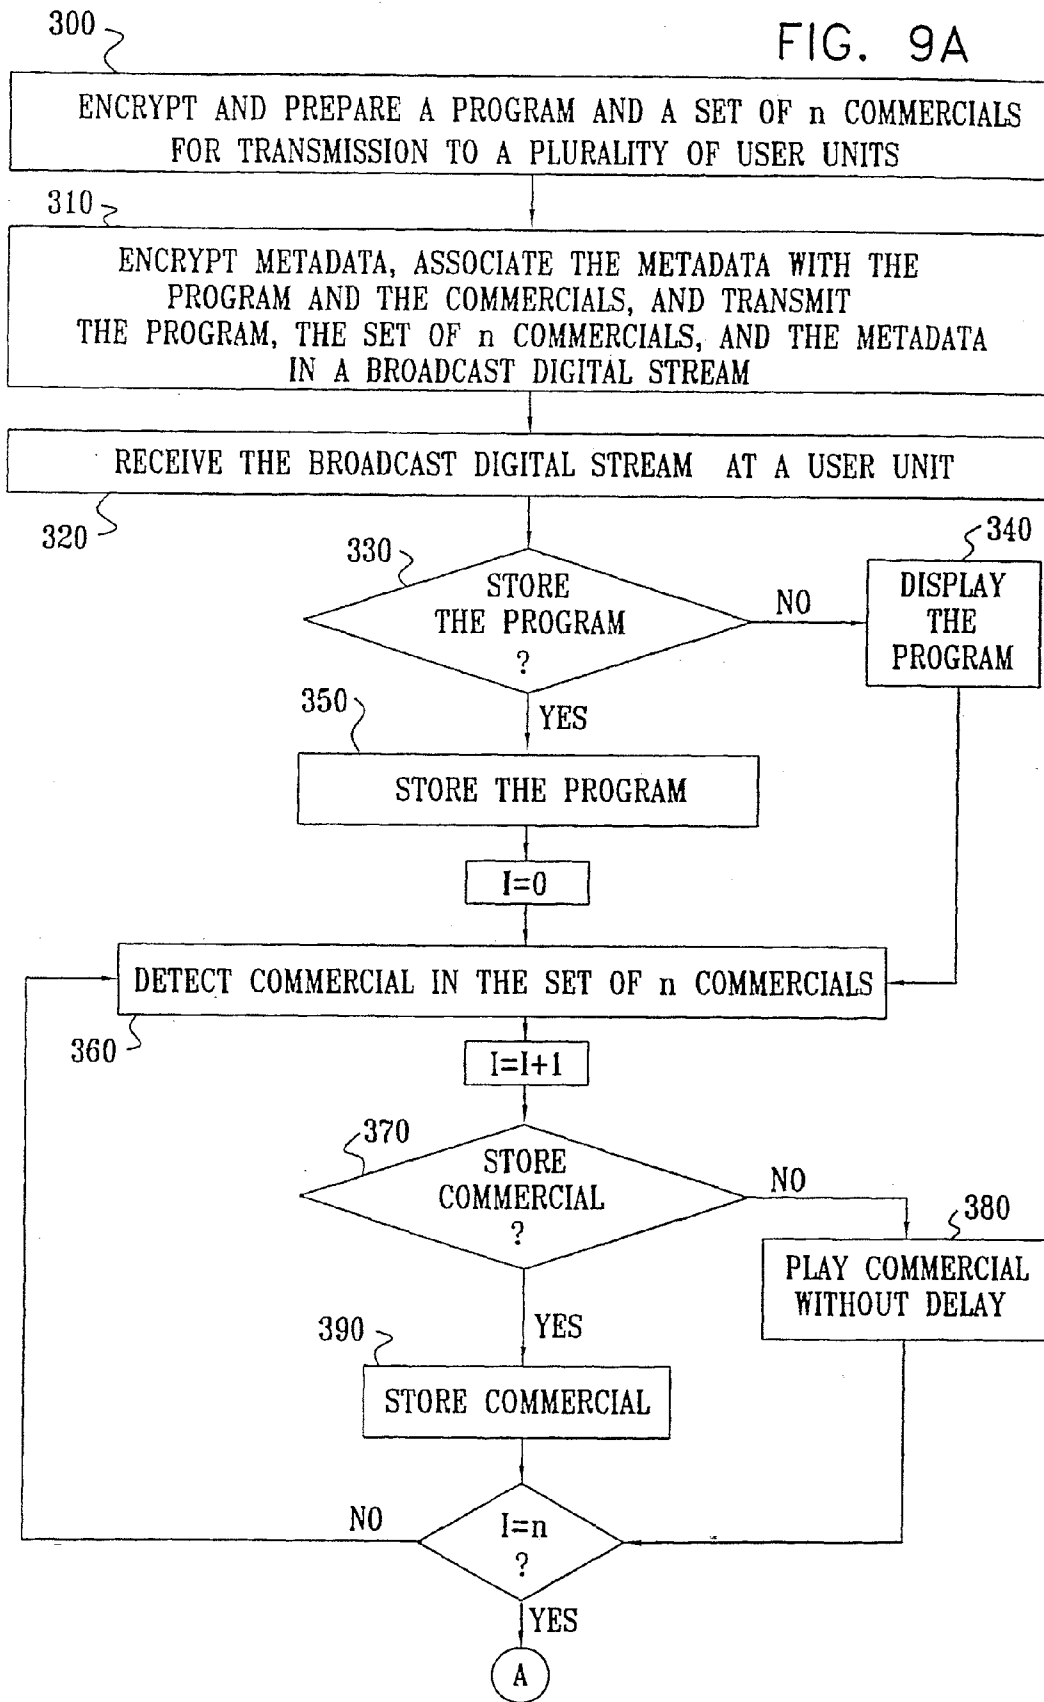 300
FIG. 9A
ENCRYPT AND PREPARE A PROGRAM AND A SET OF n COMMERCIALS
FOR TRANSMISSION TO A PLURALITY OF USER UNITS
310
ENCRYPT METADATA, ASSOCIATE THE METADATA WITH THE
PROGRAM AND THE COMMERCIALS, AND TRANSMIT
THE PROGRAM, THE SET OF n COMMERCIALS, AND THE METADATA
IN A BROADCAST DIGITAL STREAM
RECEIVE THE BROADCAST DIGITAL STREAM AT A USER UNIT
320
330
STORE
THE PROGRAM
?
NO
340
DISPLAY
THE
PROGRAM
YES
350
STORE THE PROGRAM
I=0
DETECT COMMERCIAL IN THE SET OF n COMMERCIALS
360
I=I+1
370
STORE
COMMERCIAL
?
NO
380
PLAY COMMERCIAL
WITHOUT DELAY
YES
390
STORE COMMERCIAL
NO
I=n
?
YES
A